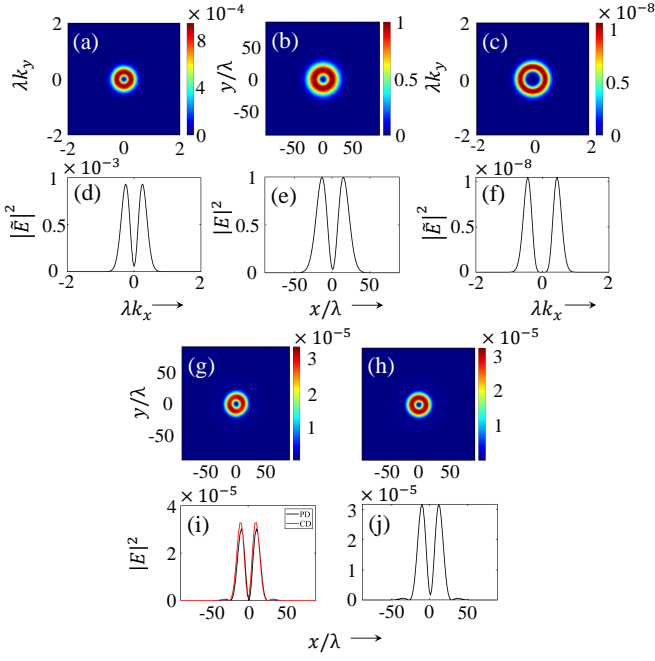 × 10⁻⁴
× 10⁻⁸
(a)
(b)
(c)
λk_y
y/λ
λk_y
2
0
-2
8
6
4
2
0
50
0
-50
1
0.5
0
2
0
-2
1
0.5
0
-2 0 2
-50 0 50
-2 0 2
× 10⁻³
× 10⁻⁸
(d)
(e)
(f)
|Ẽ|²
|E|²
|Ẽ|²
1
0.5
0
1
0.5
0
1
0.5
0
-2 0 2
-50 0 50
-2 0 2
λk_x →
x/λ →
λk_x →
× 10⁻⁵
× 10⁻⁵
(g)
(h)
y/λ
50
0
-50
3
2
1
3
2
1
-50 0 50
-50 0 50
× 10⁻⁵
× 10⁻⁵
(i)
(j)
PD
CD
|E|²
4
2
0
3
2
1
0
-50 0 50
-50 0 50
x/λ →